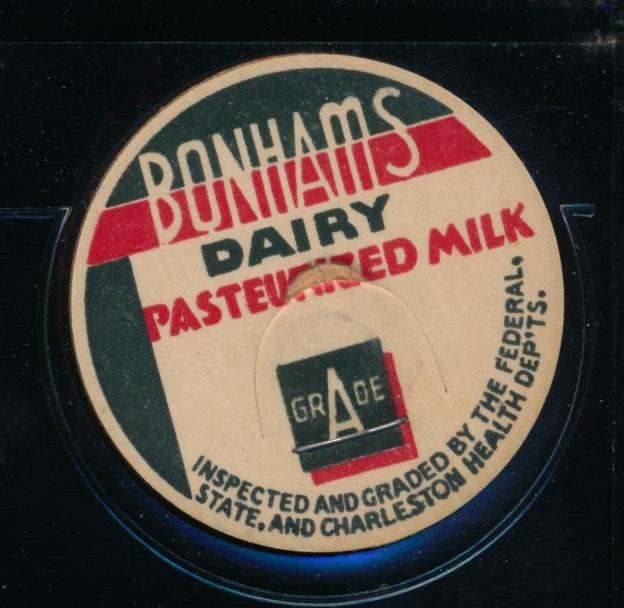 BONHAMS
DAIRY
PASTEURIZED MILK
GRADE A
INSPECTED AND GRADED BY THE FEDERAL,
STATE, AND CHARLESTON HEALTH DEP'TS.